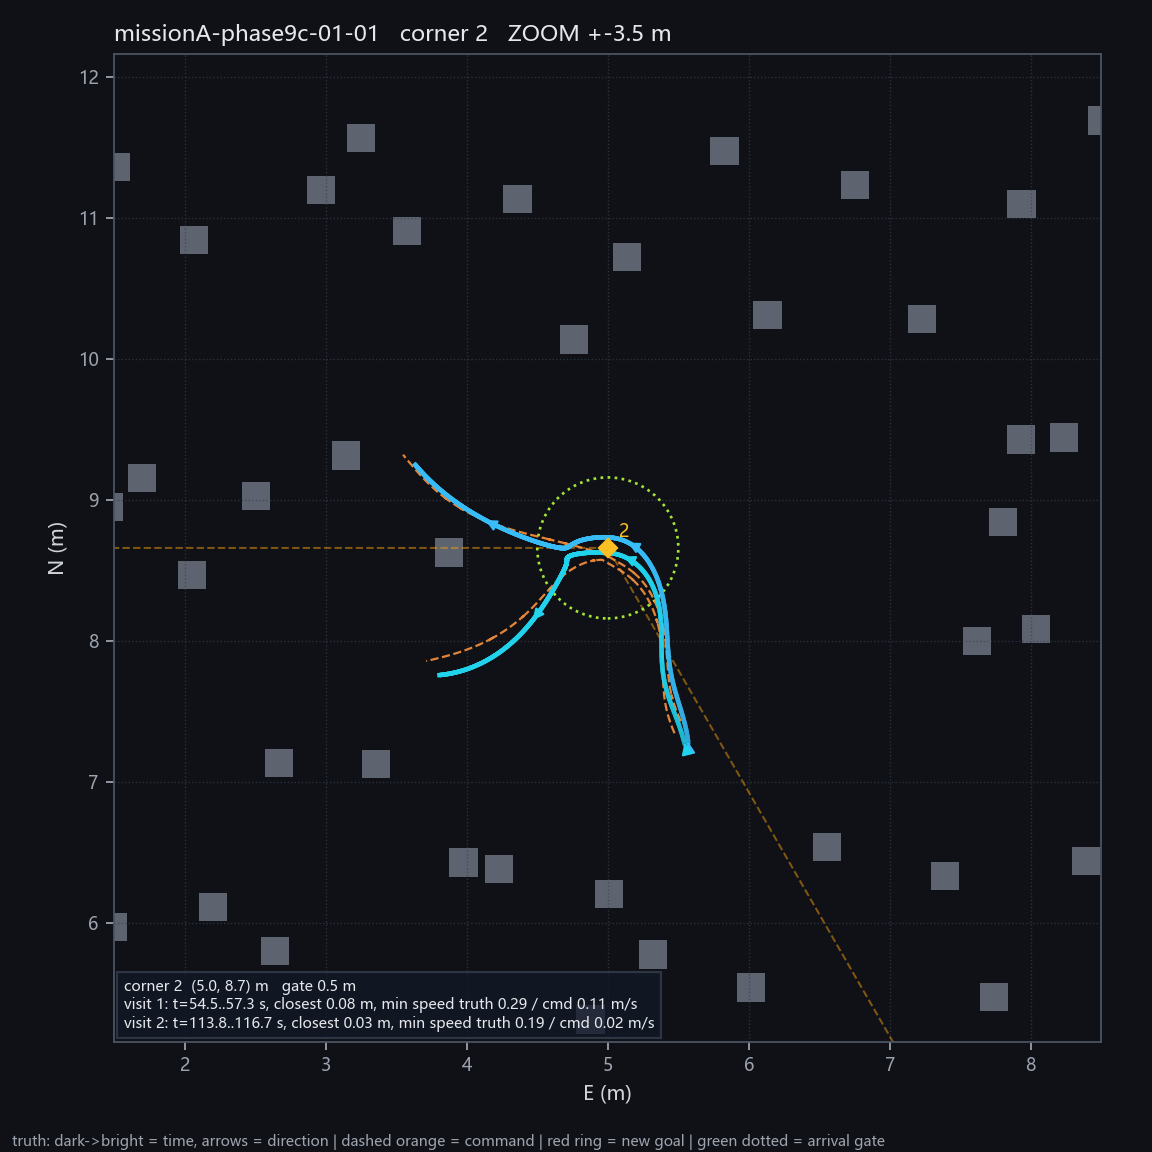 missionA-phase9c-01-01   corner 2   ZOOM +-3.5 m
12
11
10
9
8
7
6
N (m)
2
2 3 4 5 6 7 8
E (m)
corner 2  (5.0, 8.7) m   gate 0.5 m
visit 1: t=54.5..57.3 s, closest 0.08 m, min speed truth 0.29 / cmd 0.11 m/s
visit 2: t=113.8..116.7 s, closest 0.03 m, min speed truth 0.19 / cmd 0.02 m/s
truth: dark->bright = time, arrows = direction | dashed orange = command | red ring = new goal | green dotted = arrival gate